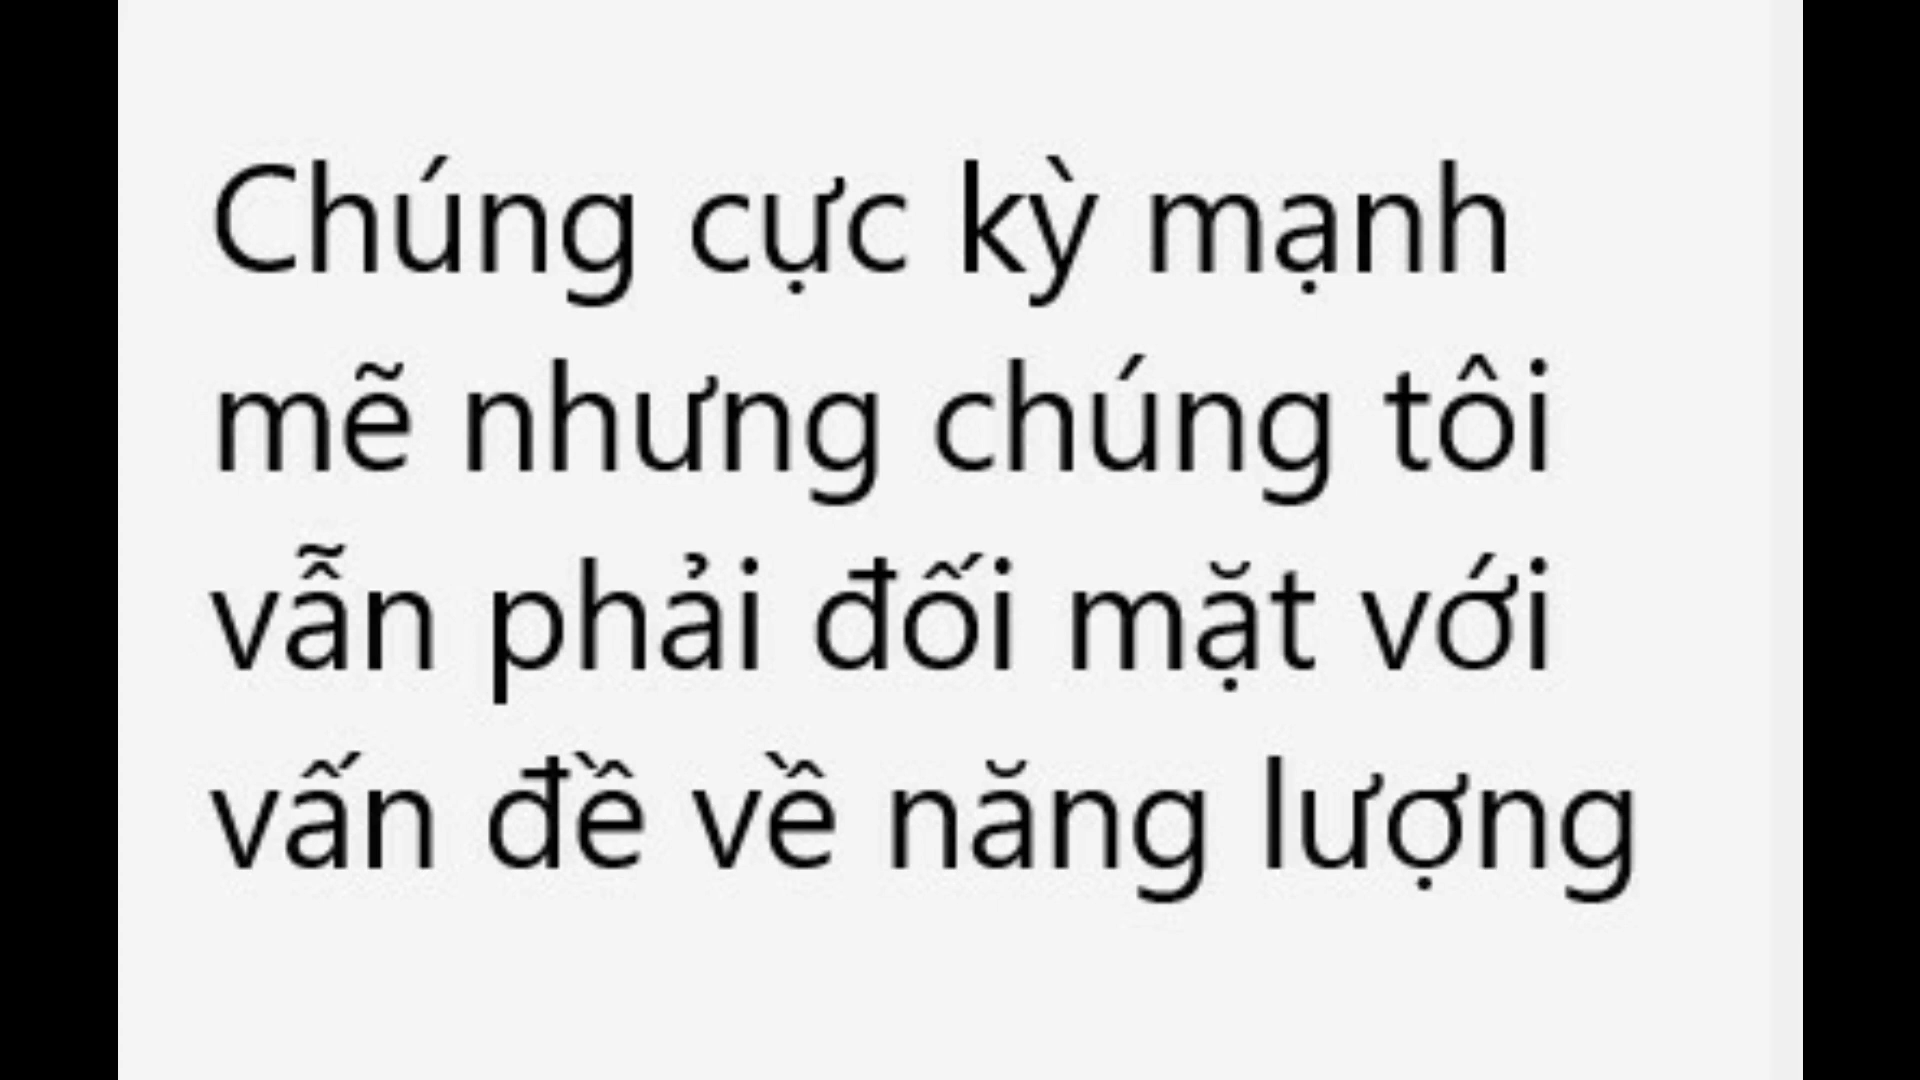 Chúng cực kỳ mạnh
mẽ nhưng chúng tôi
vẫn phải đối mặt với
vấn đề về năng lượng